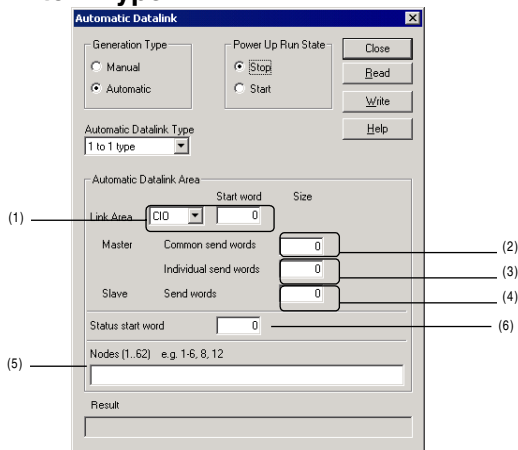 Automatic Datalink
Generation Type
Manual
Automatic
Power Up Run State
Stop
Start
Close
Read
Write
Help
Automatic Datalink Type
1 to 1 type
Automatic Datalink Area
Start word Size
(1) Link Area CIO 0
Master Common send words 0 (2)
Individual send words 0 (3)
Slave Send words 0 (4)
Status start word 0 (6)
Nodes (1..62) e.g. 1-6, 8, 12
(5)
Result